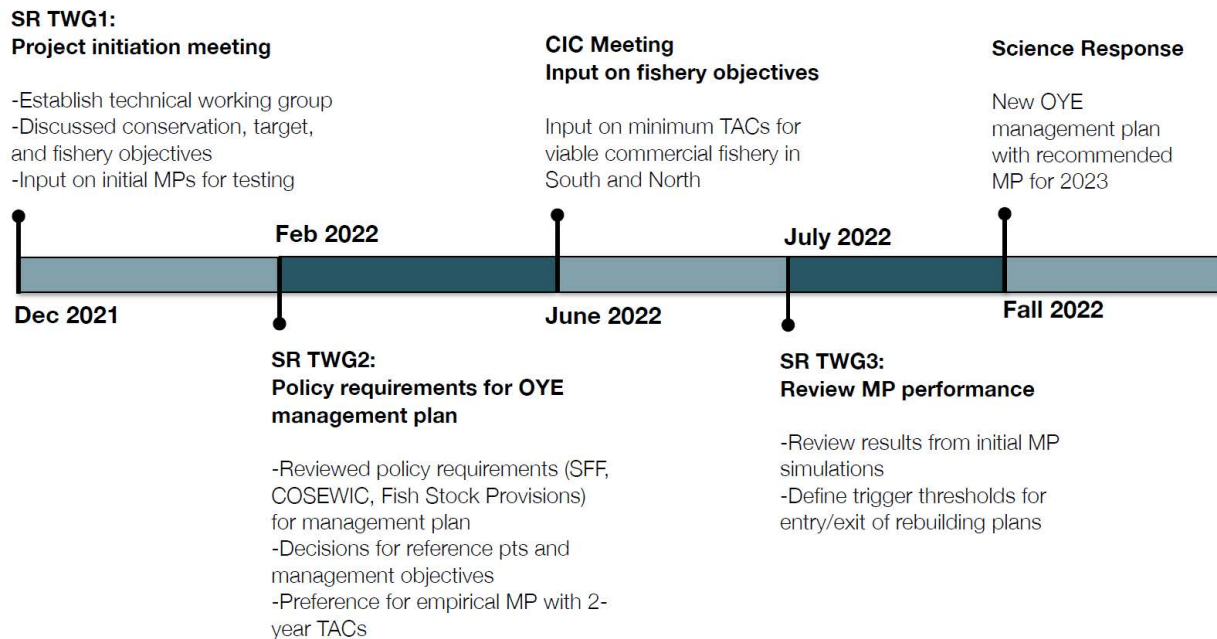 SR TWG1:
Project initiation meeting
-Establish technical working group
-Discussed conservation, target,
and fishery objectives
-Input on initial MPs for testing
Dec 2021
Feb 2022
SR TWG2:
Policy requirements for OYE
management plan
-Reviewed policy requirements (SFF,
COSEWIC, Fish Stock Provisions)
for management plan
-Decisions for reference pts and
management objectives
-Preference for empirical MP with 2-
year TACs
CIC Meeting
Input on fishery objectives
Input on minimum TACs for
viable commercial fishery in
South and North
June 2022
July 2022
SR TWG3:
Review MP performance
-Review results from initial MP
simulations
-Define trigger thresholds for
entry/exit of rebuilding plans
Science Response
New OYE
management plan
with recommended
MP for 2023
Fall 2022